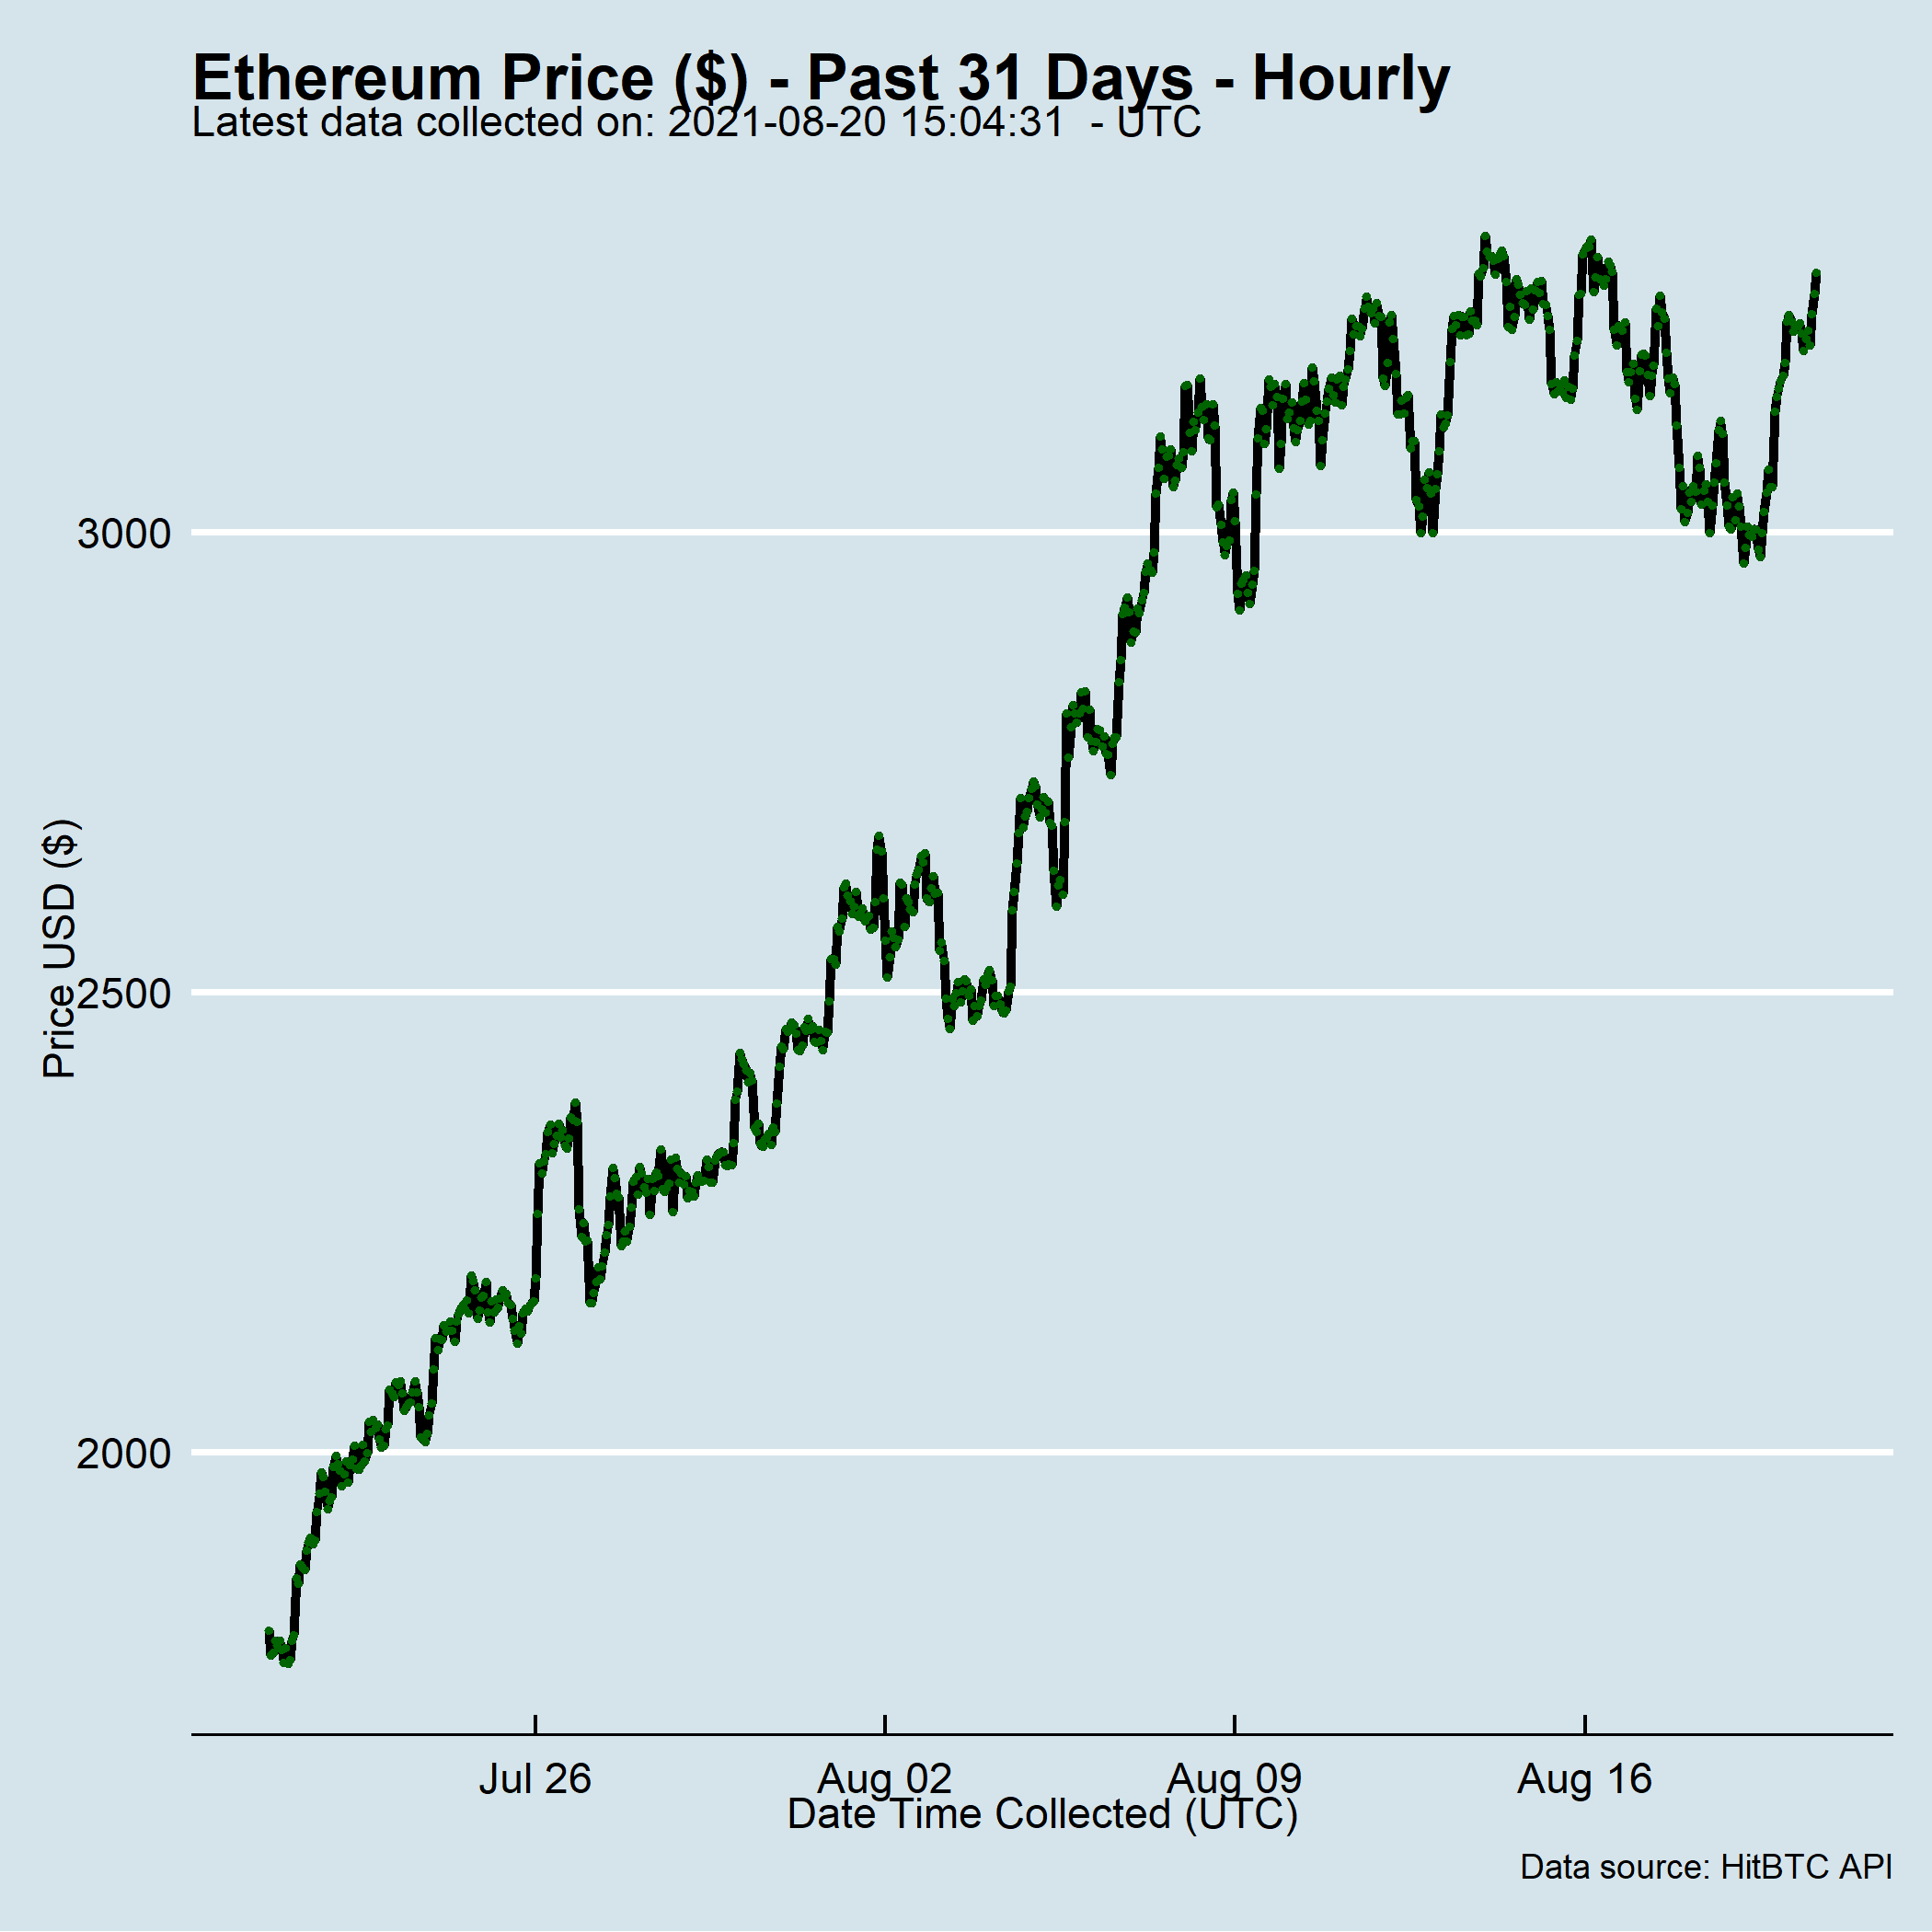 Ethereum Price ($) - Past 31 Days - Hourly
Latest data collected on: 2021-08-20 15:04:31  - UTC
Price USD ($)
3000
2500
2000
Jul 26
Aug 02
Aug 09
Aug 16
Date Time Collected (UTC)
Data source: HitBTC API